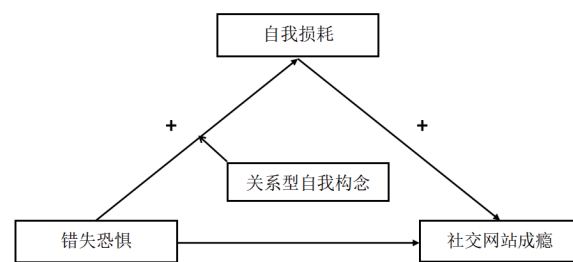 自我损耗
+
+
关系型自我构念
错失恐惧
社交网站成瘾